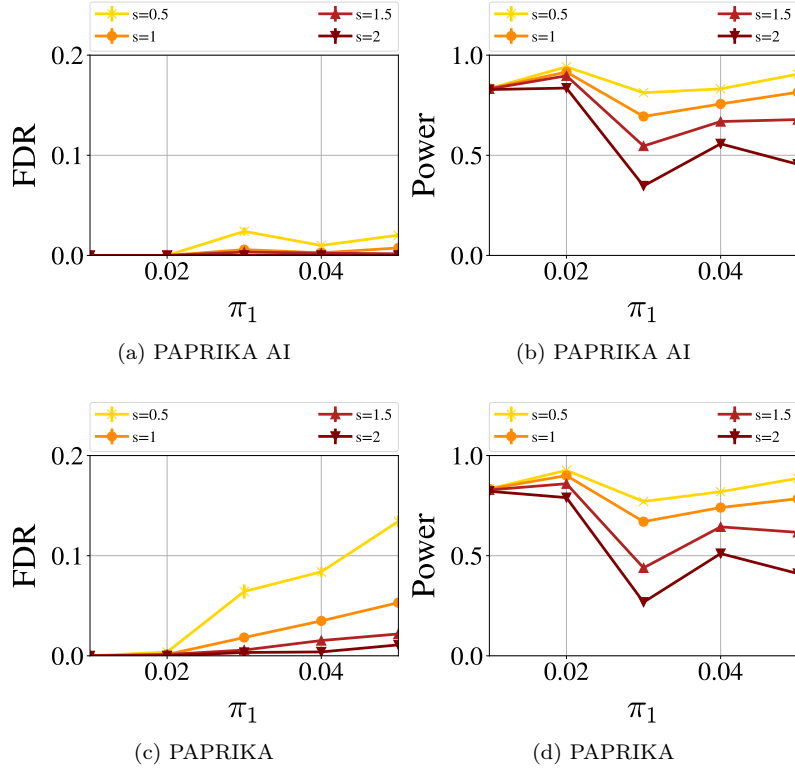 s=0.5 s=1.5 s=0.5 s=1.5
s=1 s=2 s=1 s=2
0.2 1.0
FDR 0.1 Power 0.5
0.0 0.0
0.02 0.04 0.02 0.04
π1 π1
(a) PAPRIKA AI (b) PAPRIKA AI
s=0.5 s=1.5 s=0.5 s=1.5
s=1 s=2 s=1 s=2
0.2 1.0
FDR 0.1 Power 0.5
0.0 0.0
0.02 0.04 0.02 0.04
π1 π1
(c) PAPRIKA (d) PAPRIKA